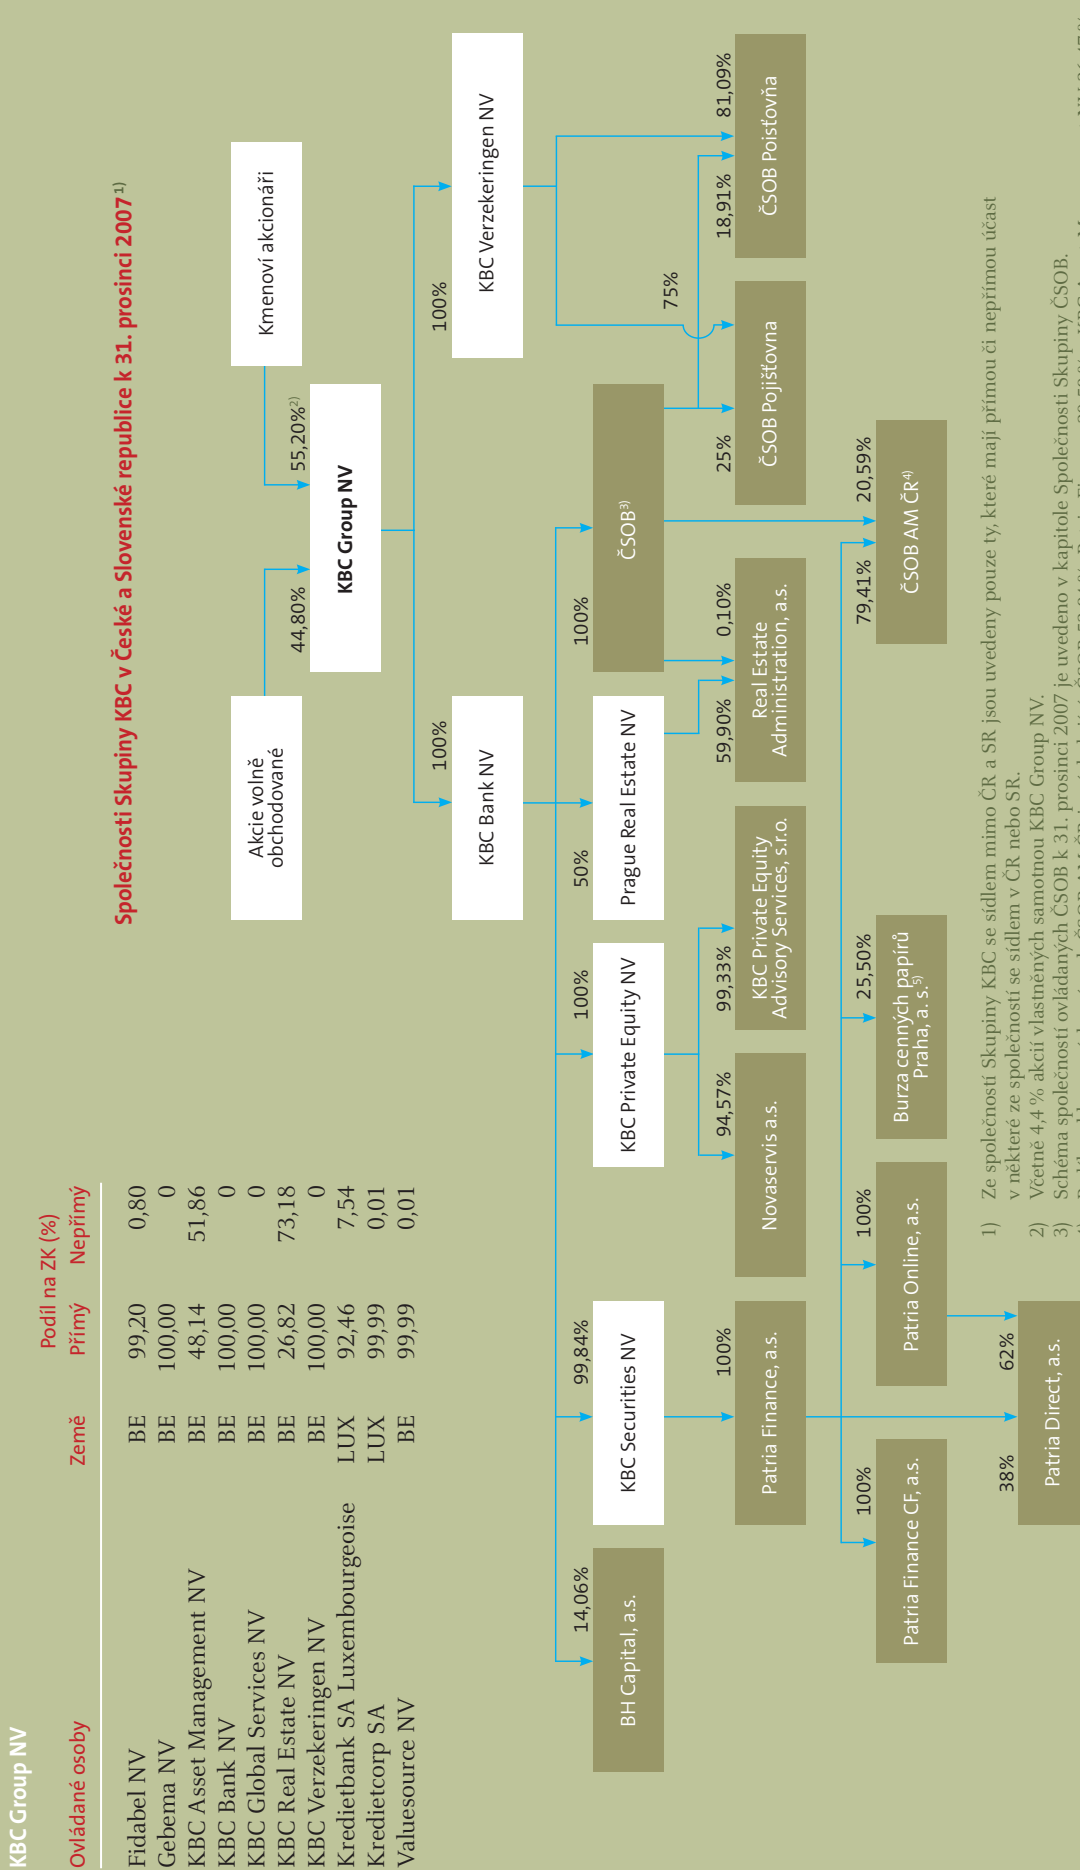 KBC Group NV
Podíl na ZK (%)
Ovládané osoby Země Přímý Nepřímý
Fidabel NV BE 99,20 0,80
Gebema NV BE 100,00 0
KBC Asset Management NV BE 48,14 51,86
KBC Bank NV BE 100,00 0
KBC Global Services NV BE 100,00 0
KBC Real Estate NV BE 26,82 73,18
KBC Verzekeringen NV BE 100,00 0
Kredietbank SA Luxembourgeoise LUX 92,46 7,54
Kredietcorp SA LUX 99,99 0,01
Valuesource NV BE 99,99 0,01
Společnosti Skupiny KBC v České a Slovenské republice k 31. prosinci 2007 1)
Akcie volně
obchodované
Kmenoví akcionáři
44,80%
55,20%2)
KBC Group NV
100%
100%
KBC Bank NV
KBC Verzekeringen NV
14,06%
99,84%
100%
50%
100%
BH Capital, a.s.
KBC Securities NV
KBC Private Equity NV
Prague Real Estate NV
ČSOB3)
75%
100%
94,57%
99,33%
59,90%
0,10%
25%
18,91%
81,09%
Patria Finance, a.s.
Novaservis a.s.
KBC Private Equity
Advisory Services, s.r.o.
Real Estate
Administration, a.s.
ČSOB Pojišťovna
ČSOB Poisťovňa
100%
100%
25,50%
79,41%
20,59%
Patria Finance CF, a.s.
Patria Online, a.s.
Burza cenných papírů
Praha, a. s.5)
ČSOB AM ČR4)
38%
62%
Patria Direct, a.s.
1) Ze společností Skupiny KBC se sídlem mimo ČR a SR jsou uvedeny pouze ty, které mají přímou či nepřímou účast
v některé ze společností se sídlem v ČR nebo SR.
2) Včetně 4,4 % akcií vlastněných samotnou KBC Group NV.
3) Schéma společností ovládaných ČSOB k 31. prosinci 2007 je uvedeno v kapitole Společnosti Skupiny ČSOB.